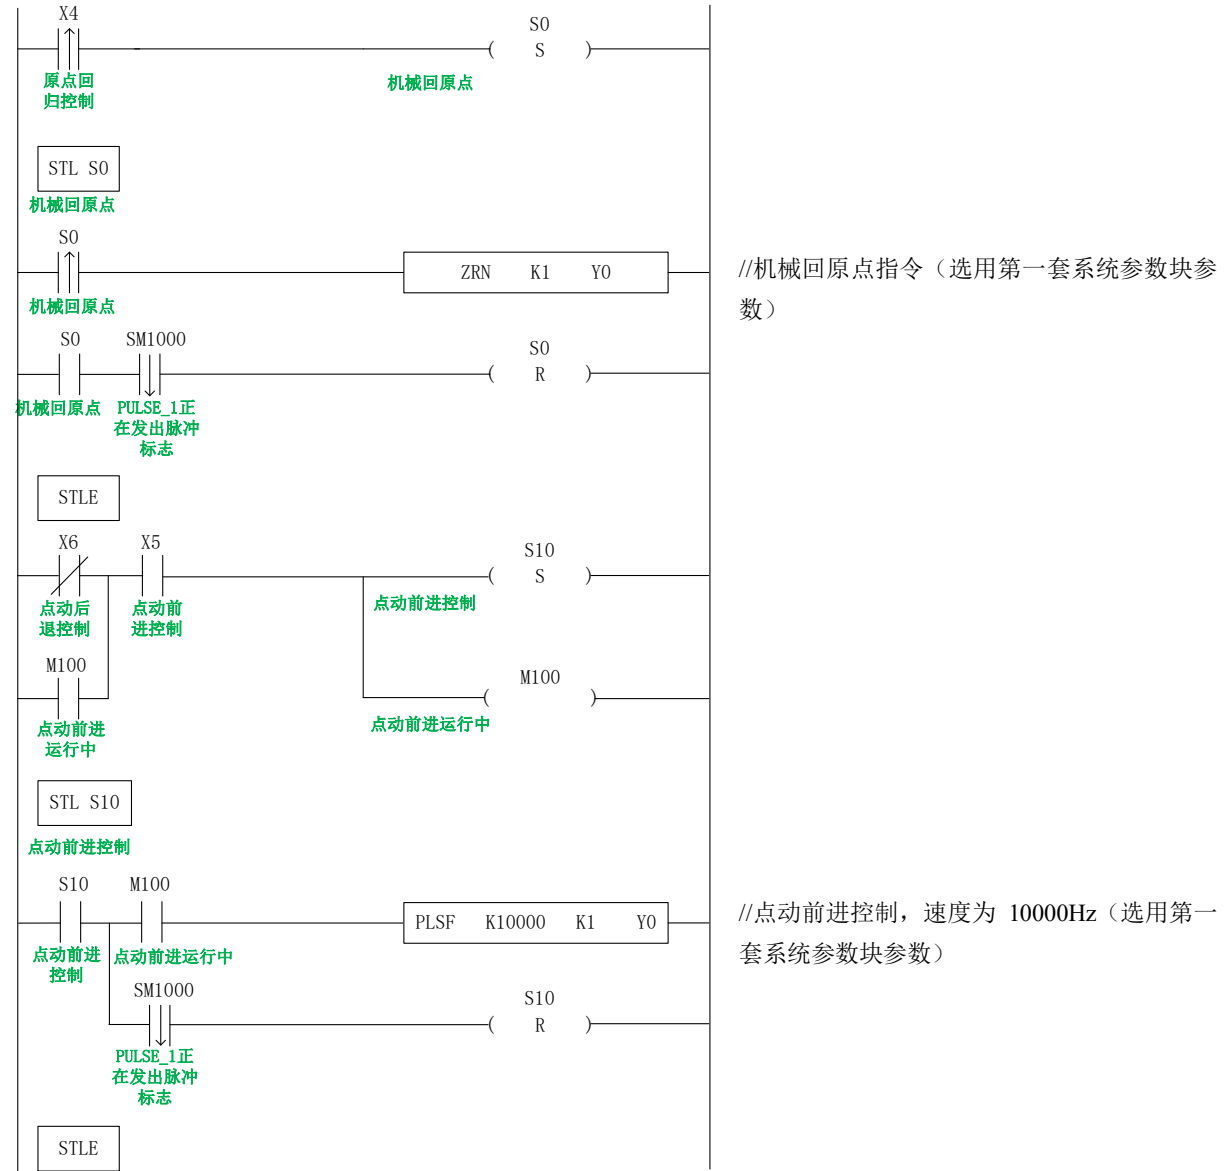 X4
S0
( S )
原点回
归控制
机械回原点
STL S0
机械回原点
S0
ZRN K1 Y0
//机械回原点指令（选用第一套系统参数块参
数）
机械回原点
S0 SM1000
S0
( R )
机械回原点
PULSE_1正
在发出脉冲
标志
STLE
X6 X5
S10
( S )
点动后
退控制
点动前
进控制
点动前进控制
M100
M100
( )
点动前进
运行中
点动前进运行中
STL S10
点动前进控制
S10 M100
PLSF K10000 K1 Y0
//点动前进控制，速度为 10000Hz（选用第一
套系统参数块参数）
点动前进
控制
点动前进运行中
SM1000
S10
( R )
PULSE_1正
在发出脉冲
标志
STLE